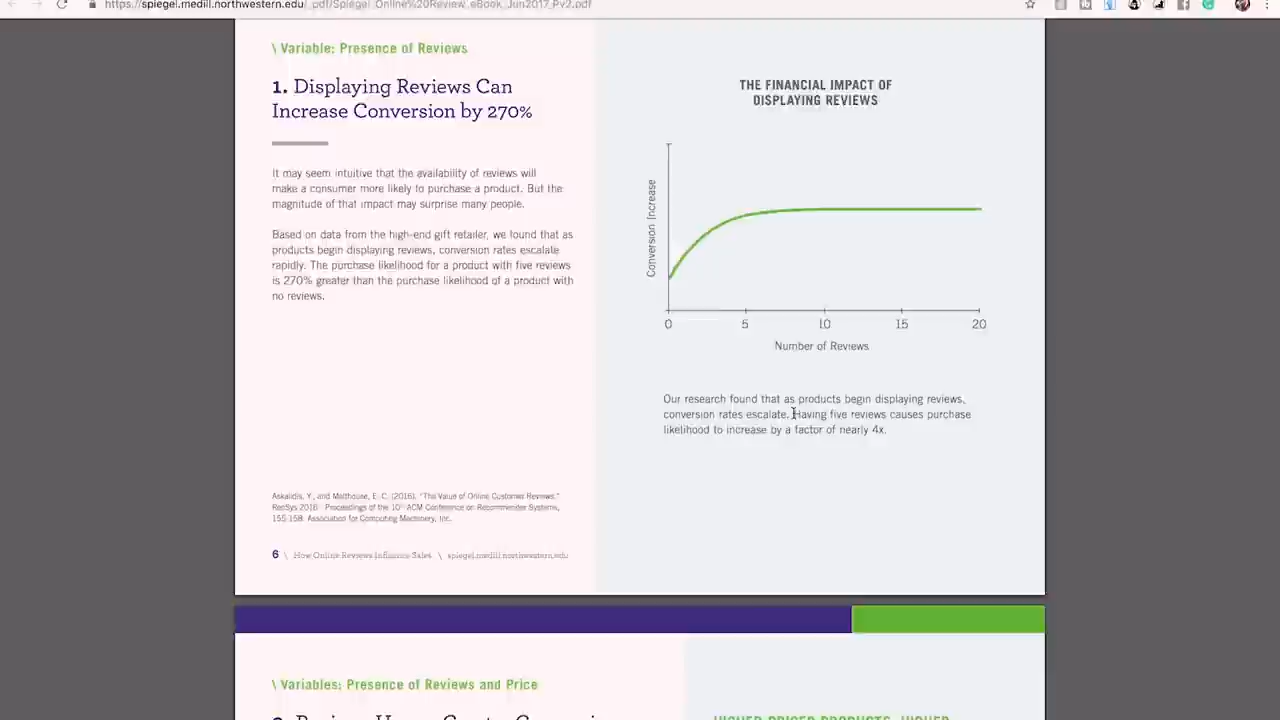 https://spiegel.medill.northwestern.edu/_pdf/Spiegel_Online%20Review_eBook_Jun2017_Pv2.pdf
\ Variable: Presence of Reviews
1. Displaying Reviews Can
Increase Conversion by 270%
It may seem intuitive that the availability of reviews will
make a consumer more likely to purchase a product. But the
magnitude of that impact may surprise many people.
Based on data from the high-end gift retailer, we found that as
products begin displaying reviews, conversion rates escalate
rapidly. The purchase likelihood for a product with five reviews
is 270% greater than the purchase likelihood of a product with
no reviews.
Askalidis, Y., and Malthouse, E. C. (2016). "The Value of Online Customer Reviews."
RecSys 2016 Proceedings of the 10th ACM Conference on Recommender Systems,
155-158. Association for Computing Machinery, Inc.
6 \ How Online Reviews Influence Sales \ spiegel.medill.northwestern.edu
THE FINANCIAL IMPACT OF
DISPLAYING REVIEWS
Conversion Increase
0 5 10 15 20
Number of Reviews
Our research found that as products begin displaying reviews,
conversion rates escalate. Having five reviews causes purchase
likelihood to increase by a factor of nearly 4x.
\ Variables: Presence of Reviews and Price
HIGHER-PRICED PRODUCTS, HIGHER